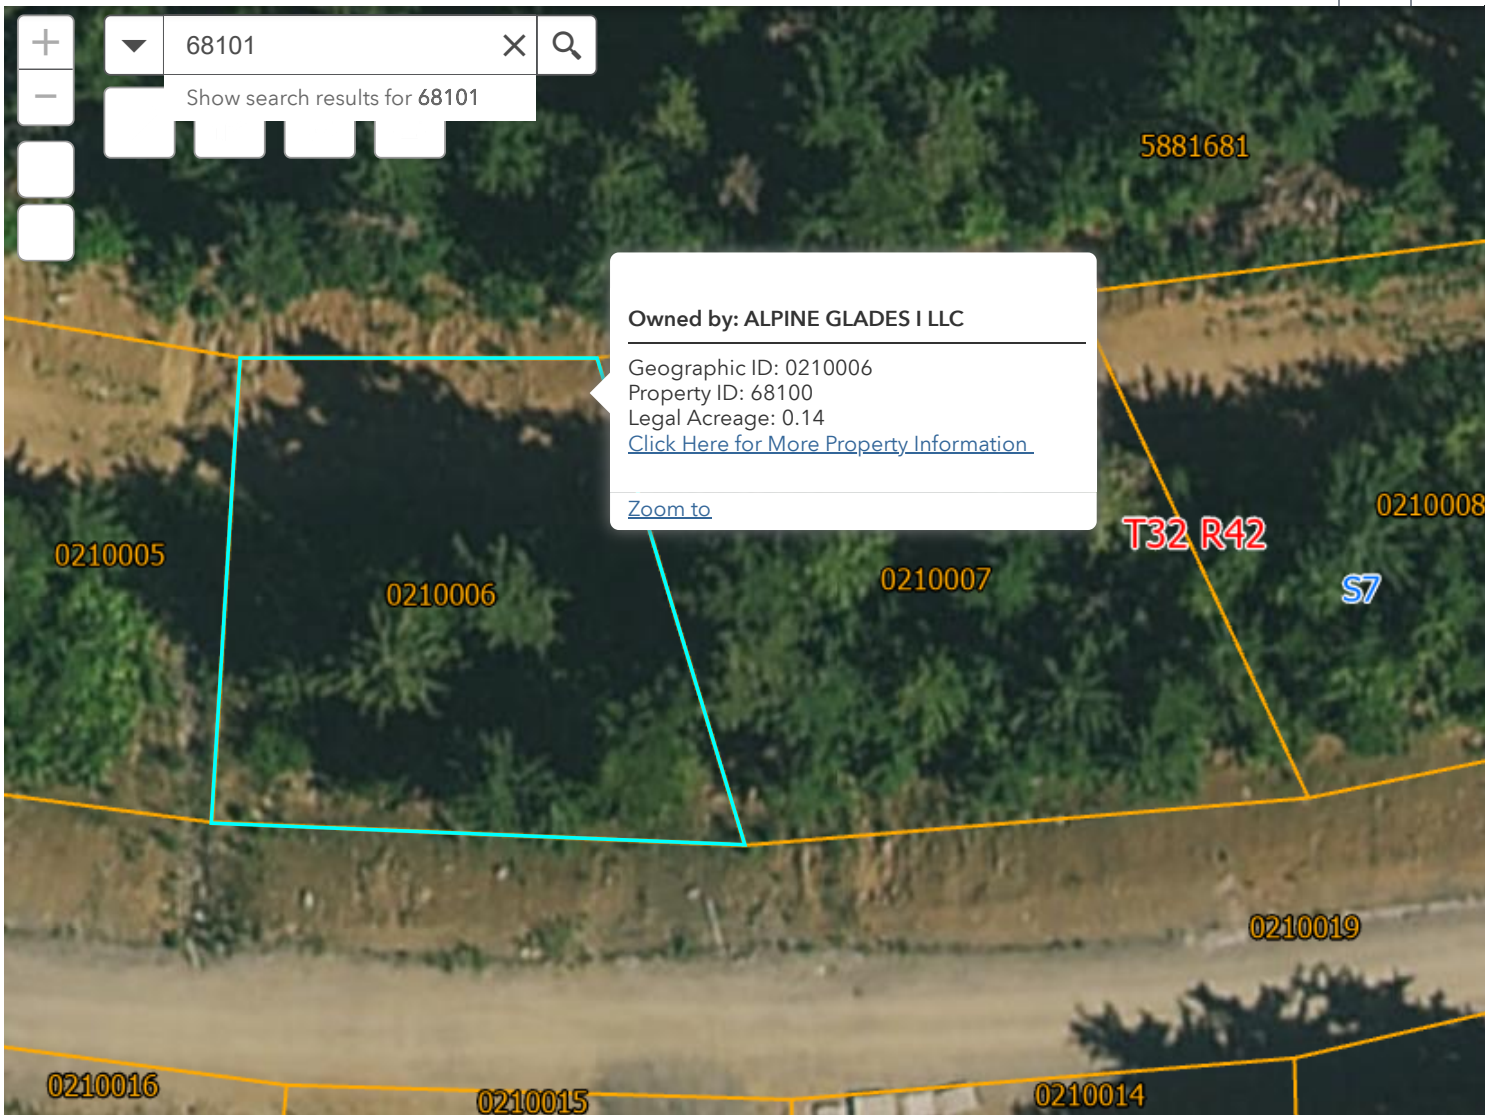 68101
Show search results for 68101
5881681
Owned by: ALPINE GLADES I LLC
Geographic ID: 0210006
Property ID: 68100
Legal Acreage: 0.14
Click Here for More Property Information
Zoom to
0210008
T32 R42
0210005
0210007
S7
0210006
0210019
0210016
0210015
0210014